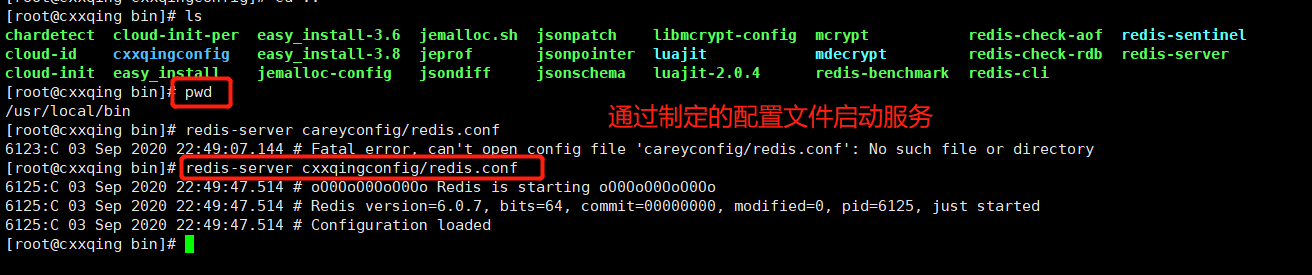 [root@cxxqing bin]# ls
chardetect cloud-init-per easy_install-3.6 jemalloc.sh jsonpatch libmcrypt-config mcrypt redis-check-aof redis-sentinel
cloud-id cxxqingconfig easy_install-3.8 jeprof jsonpointer luajit mdecrypt redis-check-rdb redis-server
cloud-init easy_install jemalloc-config jsondiff jsonschema luajit-2.0.4 redis-benchmark redis-cli
[root@cxxqing bin]# pwd
/usr/local/bin
通过制定的配置文件启动服务
[root@cxxqing bin]# redis-server careyconfig/redis.conf
6123:C 03 Sep 2020 22:49:07.144 # Fatal error, can't open config file 'careyconfig/redis.conf': No such file or directory
[root@cxxqing bin]# redis-server cxxqingconfig/redis.conf
6125:C 03 Sep 2020 22:49:47.514 # oO0OoO0OoO0Oo Redis is starting oO0OoO0OoO0Oo
6125:C 03 Sep 2020 22:49:47.514 # Redis version=6.0.7, bits=64, commit=00000000, modified=0, pid=6125, just started
6125:C 03 Sep 2020 22:49:47.514 # Configuration loaded
[root@cxxqing bin]#